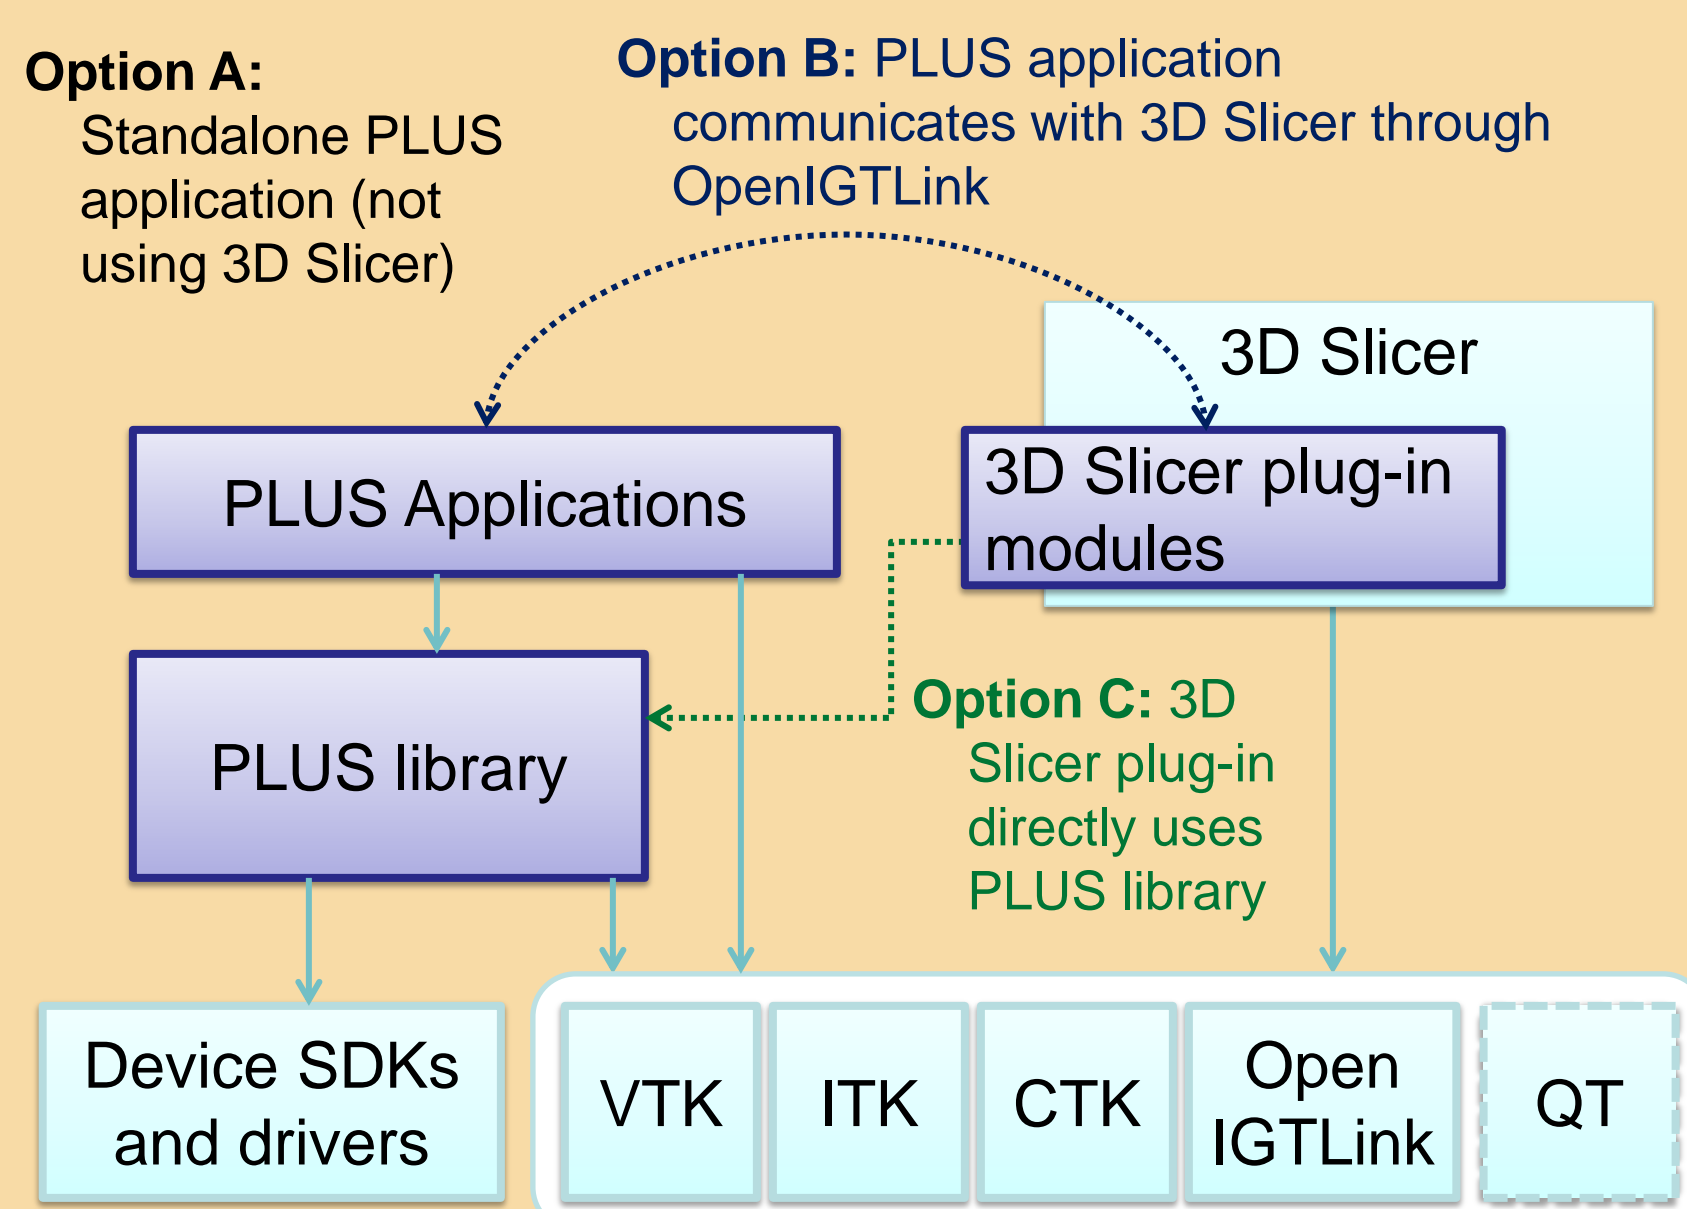 Option A:
Standalone PLUS
application (not
using 3D Slicer)
Option B: PLUS application
communicates with 3D Slicer through
OpenIGTLink
3D Slicer
PLUS Applications
3D Slicer plug-in
modules
Option C: 3D
Slicer plug-in
directly uses
PLUS library
PLUS library
Device SDKs
and drivers
VTK
ITK
CTK
Open
IGTLink
QT